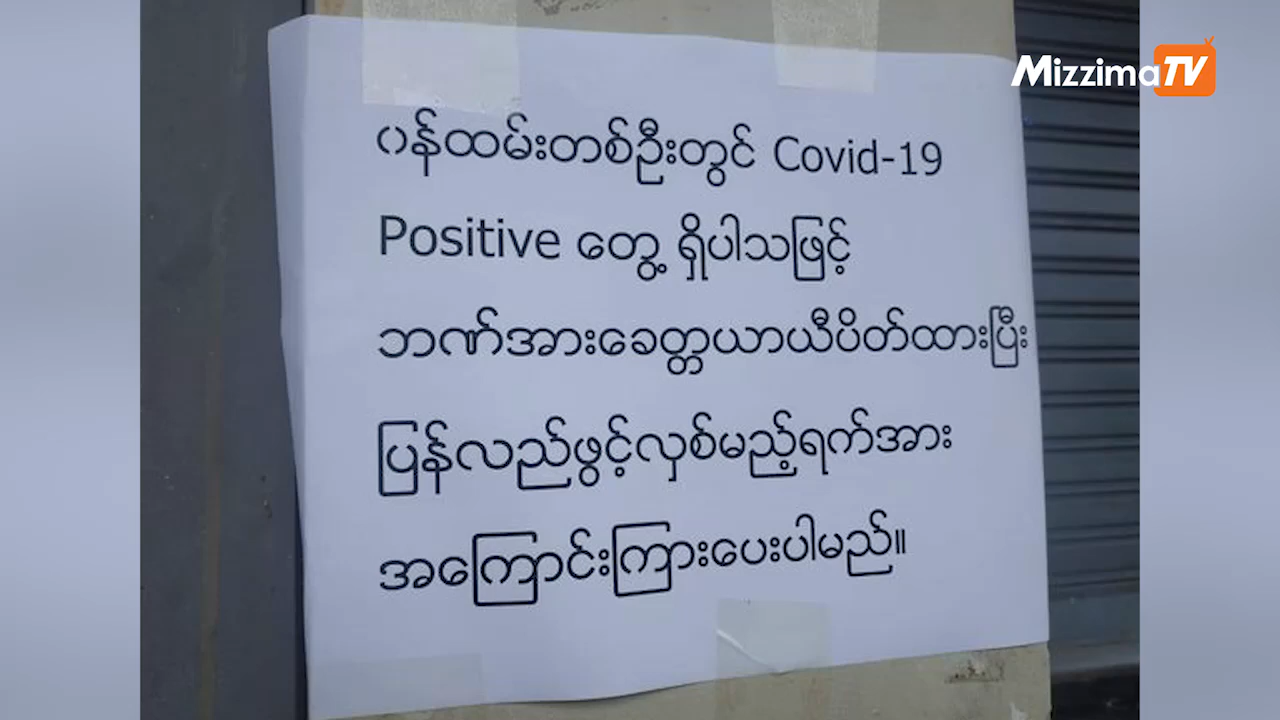 MizzimaTV
ဝန်ထမ်းတစ်ဦးတွင် Covid-19
Positive တွေ့ ရှိပါသဖြင့်
ဘဏ်အားခေတ္တယာယီပိတ်ထားပြီး
ပြန်လည်ဖွင့်လှစ်မည့်ရက်အား
အကြောင်းကြားပေးပါမည်။